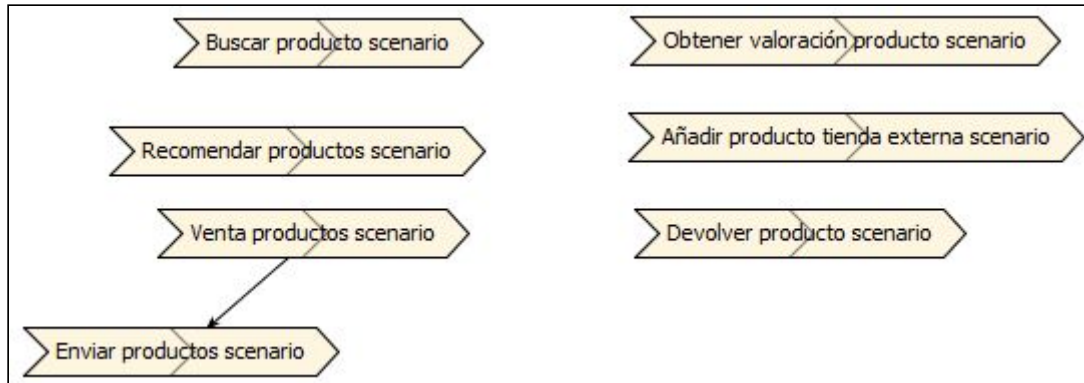 Buscar producto scenario
Obtener valoración producto scenario
Recomendar productos scenario
Añadir producto tienda externa scenario
Venta productos scenario
Devolver producto scenario
Enviar productos scenario